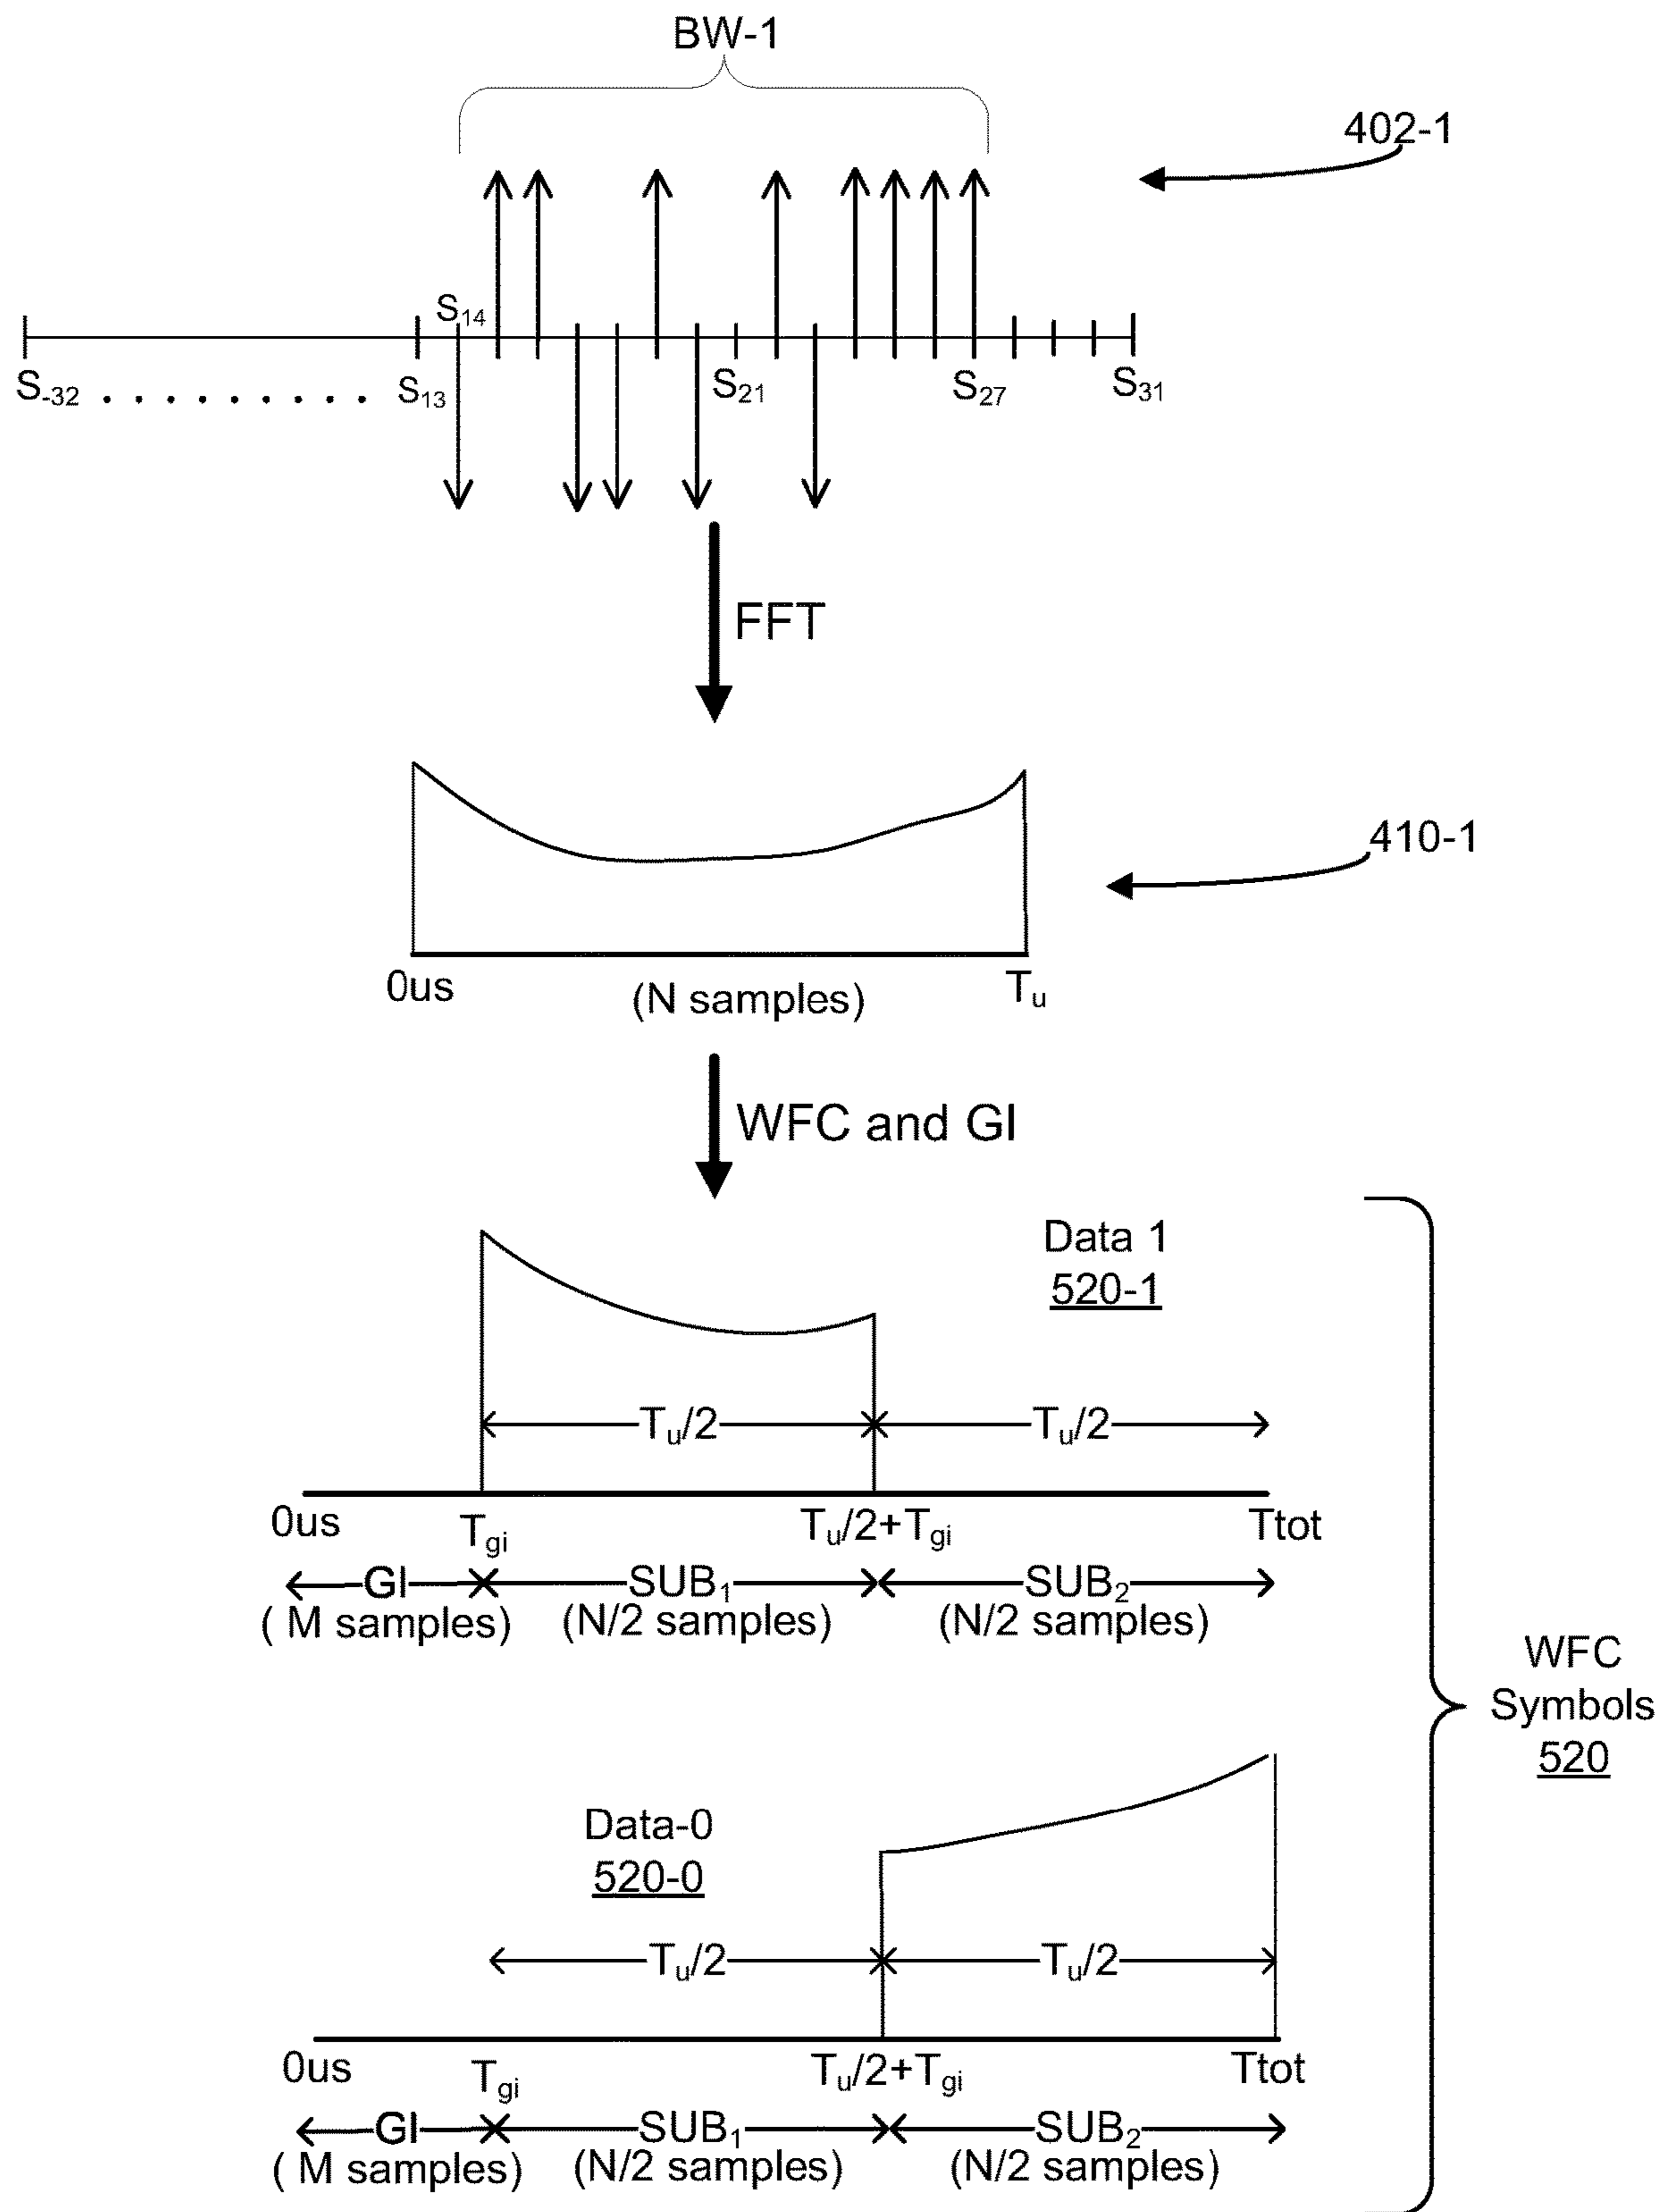 BW-1
402-1
S14
S-32 . . . . . . . . . S13 S21 S27 S31
FFT
410-1
0us (N samples) Tu
WFC and GI
Data 1
520-1
Tu/2 Tu/2
0us Tgi Tu/2+Tgi Ttot
GI SUB1 SUB2
( M samples) (N/2 samples) (N/2 samples)
WFC
Symbols
520
Data-0
520-0
Tu/2 Tu/2
0us Tgi Tu/2+Tgi Ttot
GI SUB1 SUB2
( M samples) (N/2 samples) (N/2 samples)